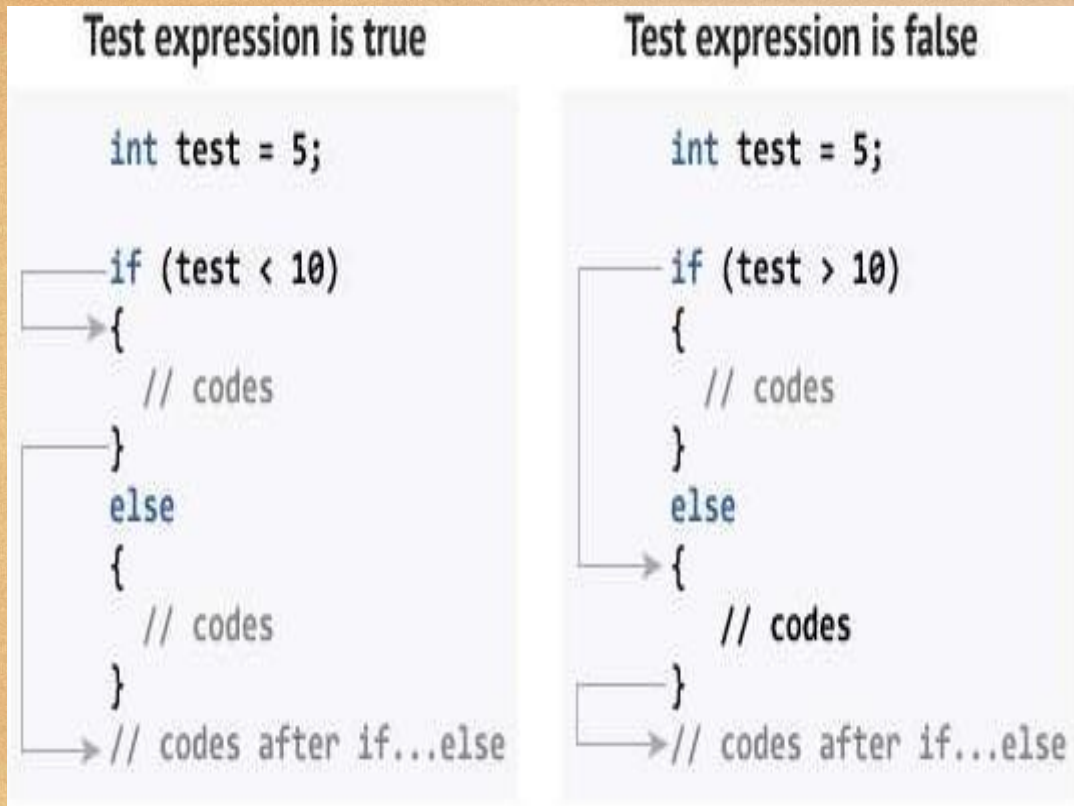 Test expression is true
int test = 5;
if (test < 10)
{
// codes
}
else
{
// codes
}
// codes after if...else
Test expression is false
int test = 5;
if (test > 10)
{
// codes
}
else
{
// codes
}
// codes after if...else